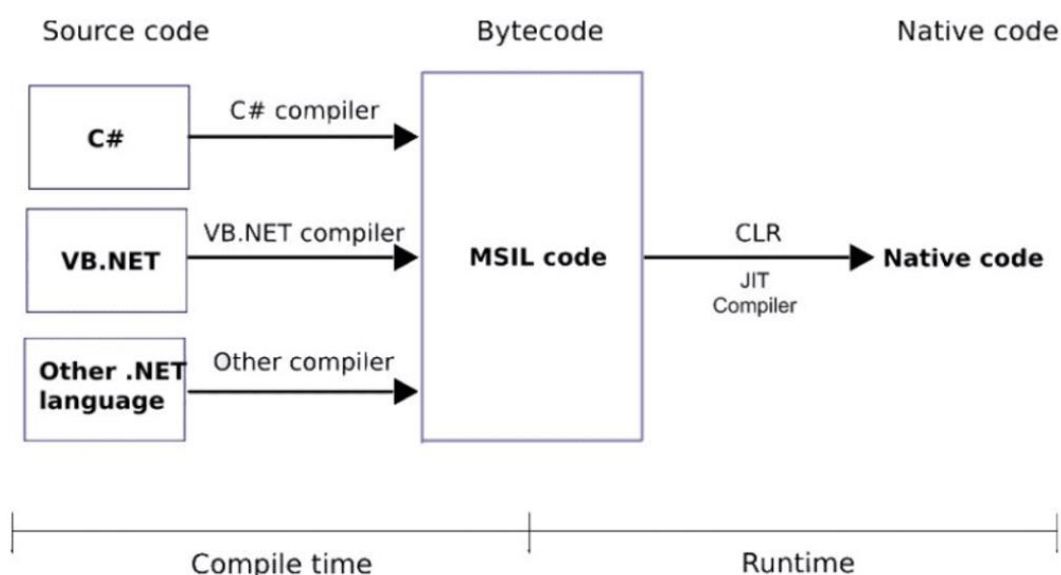 Source code
Bytecode
Native code
C#
C# compiler
VB.NET
VB.NET compiler
MSIL code
CLR
JIT
Compiler
Native code
Other .NET
language
Other compiler
Compile time
Runtime